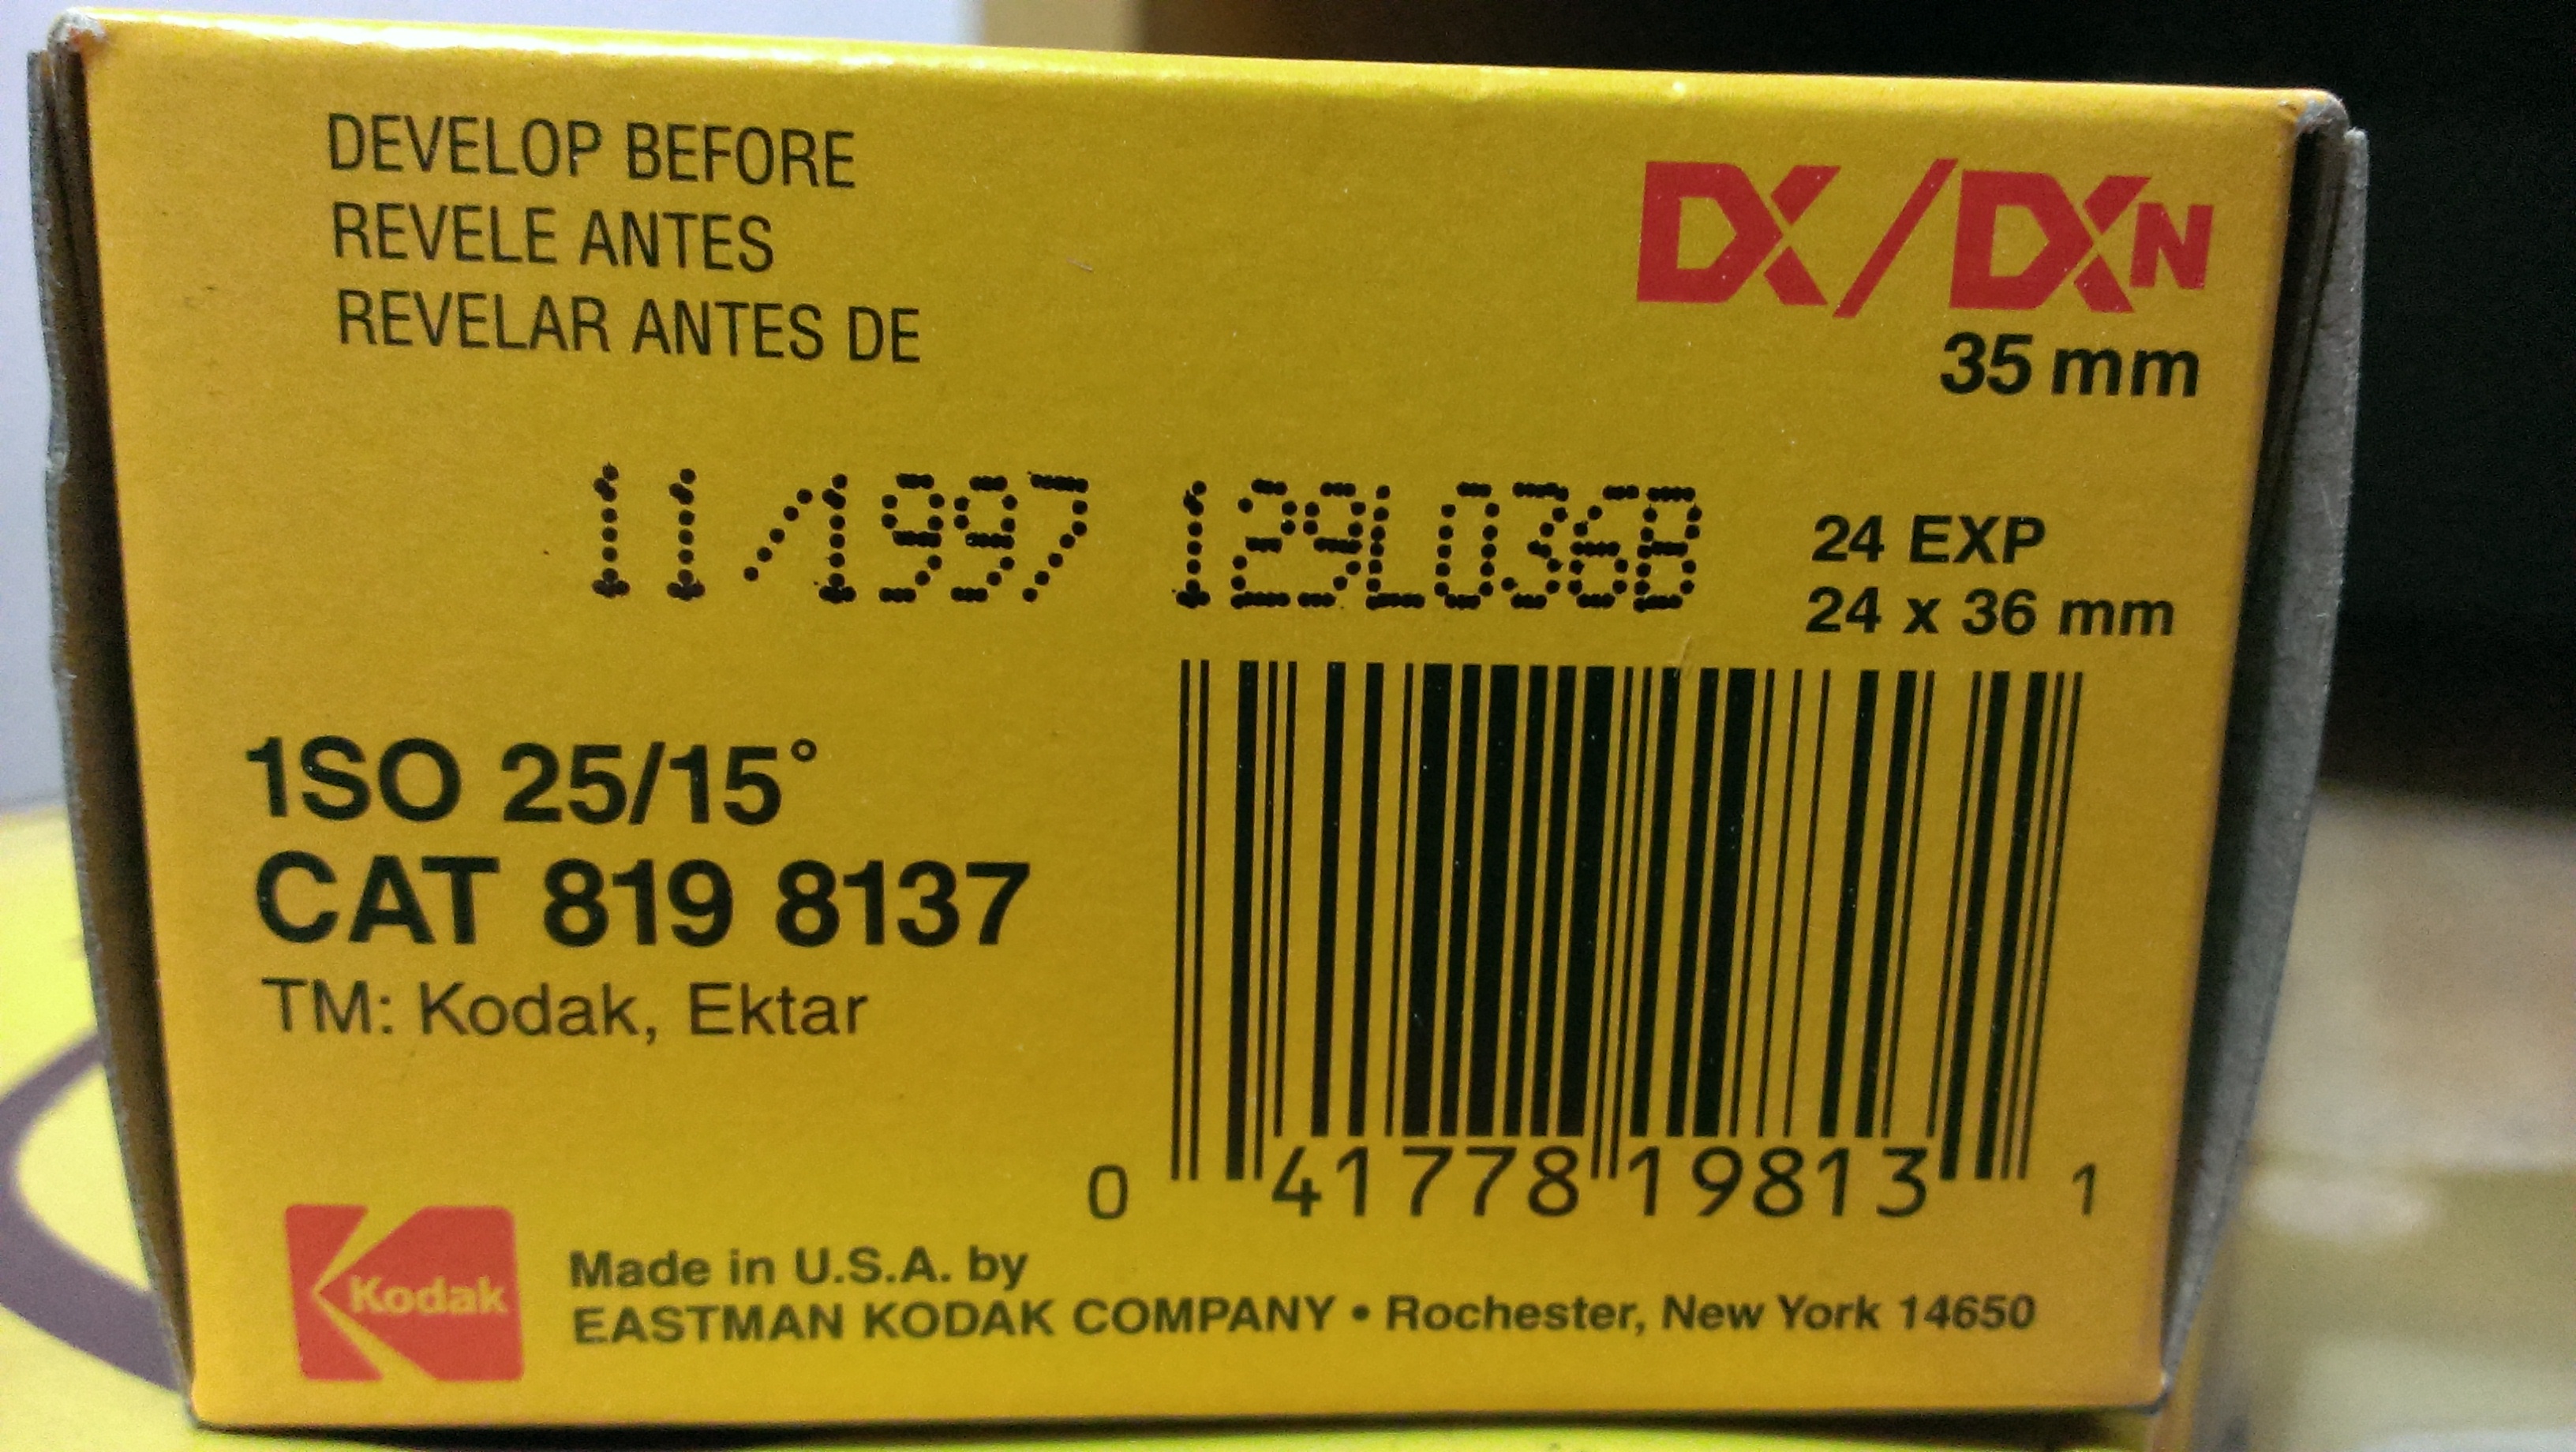 DEVELOP BEFORE
REVELE ANTES
REVELAR ANTES DE
DX/DXN
35 mm
11/1997 129L036B
24 EXP
24 x 36 mm
1SO 25/15°
CAT 819 8137
TM: Kodak, Ektar
0 41778 19813 1
Kodak
Made in U.S.A. by
EASTMAN KODAK COMPANY • Rochester, New York 14650